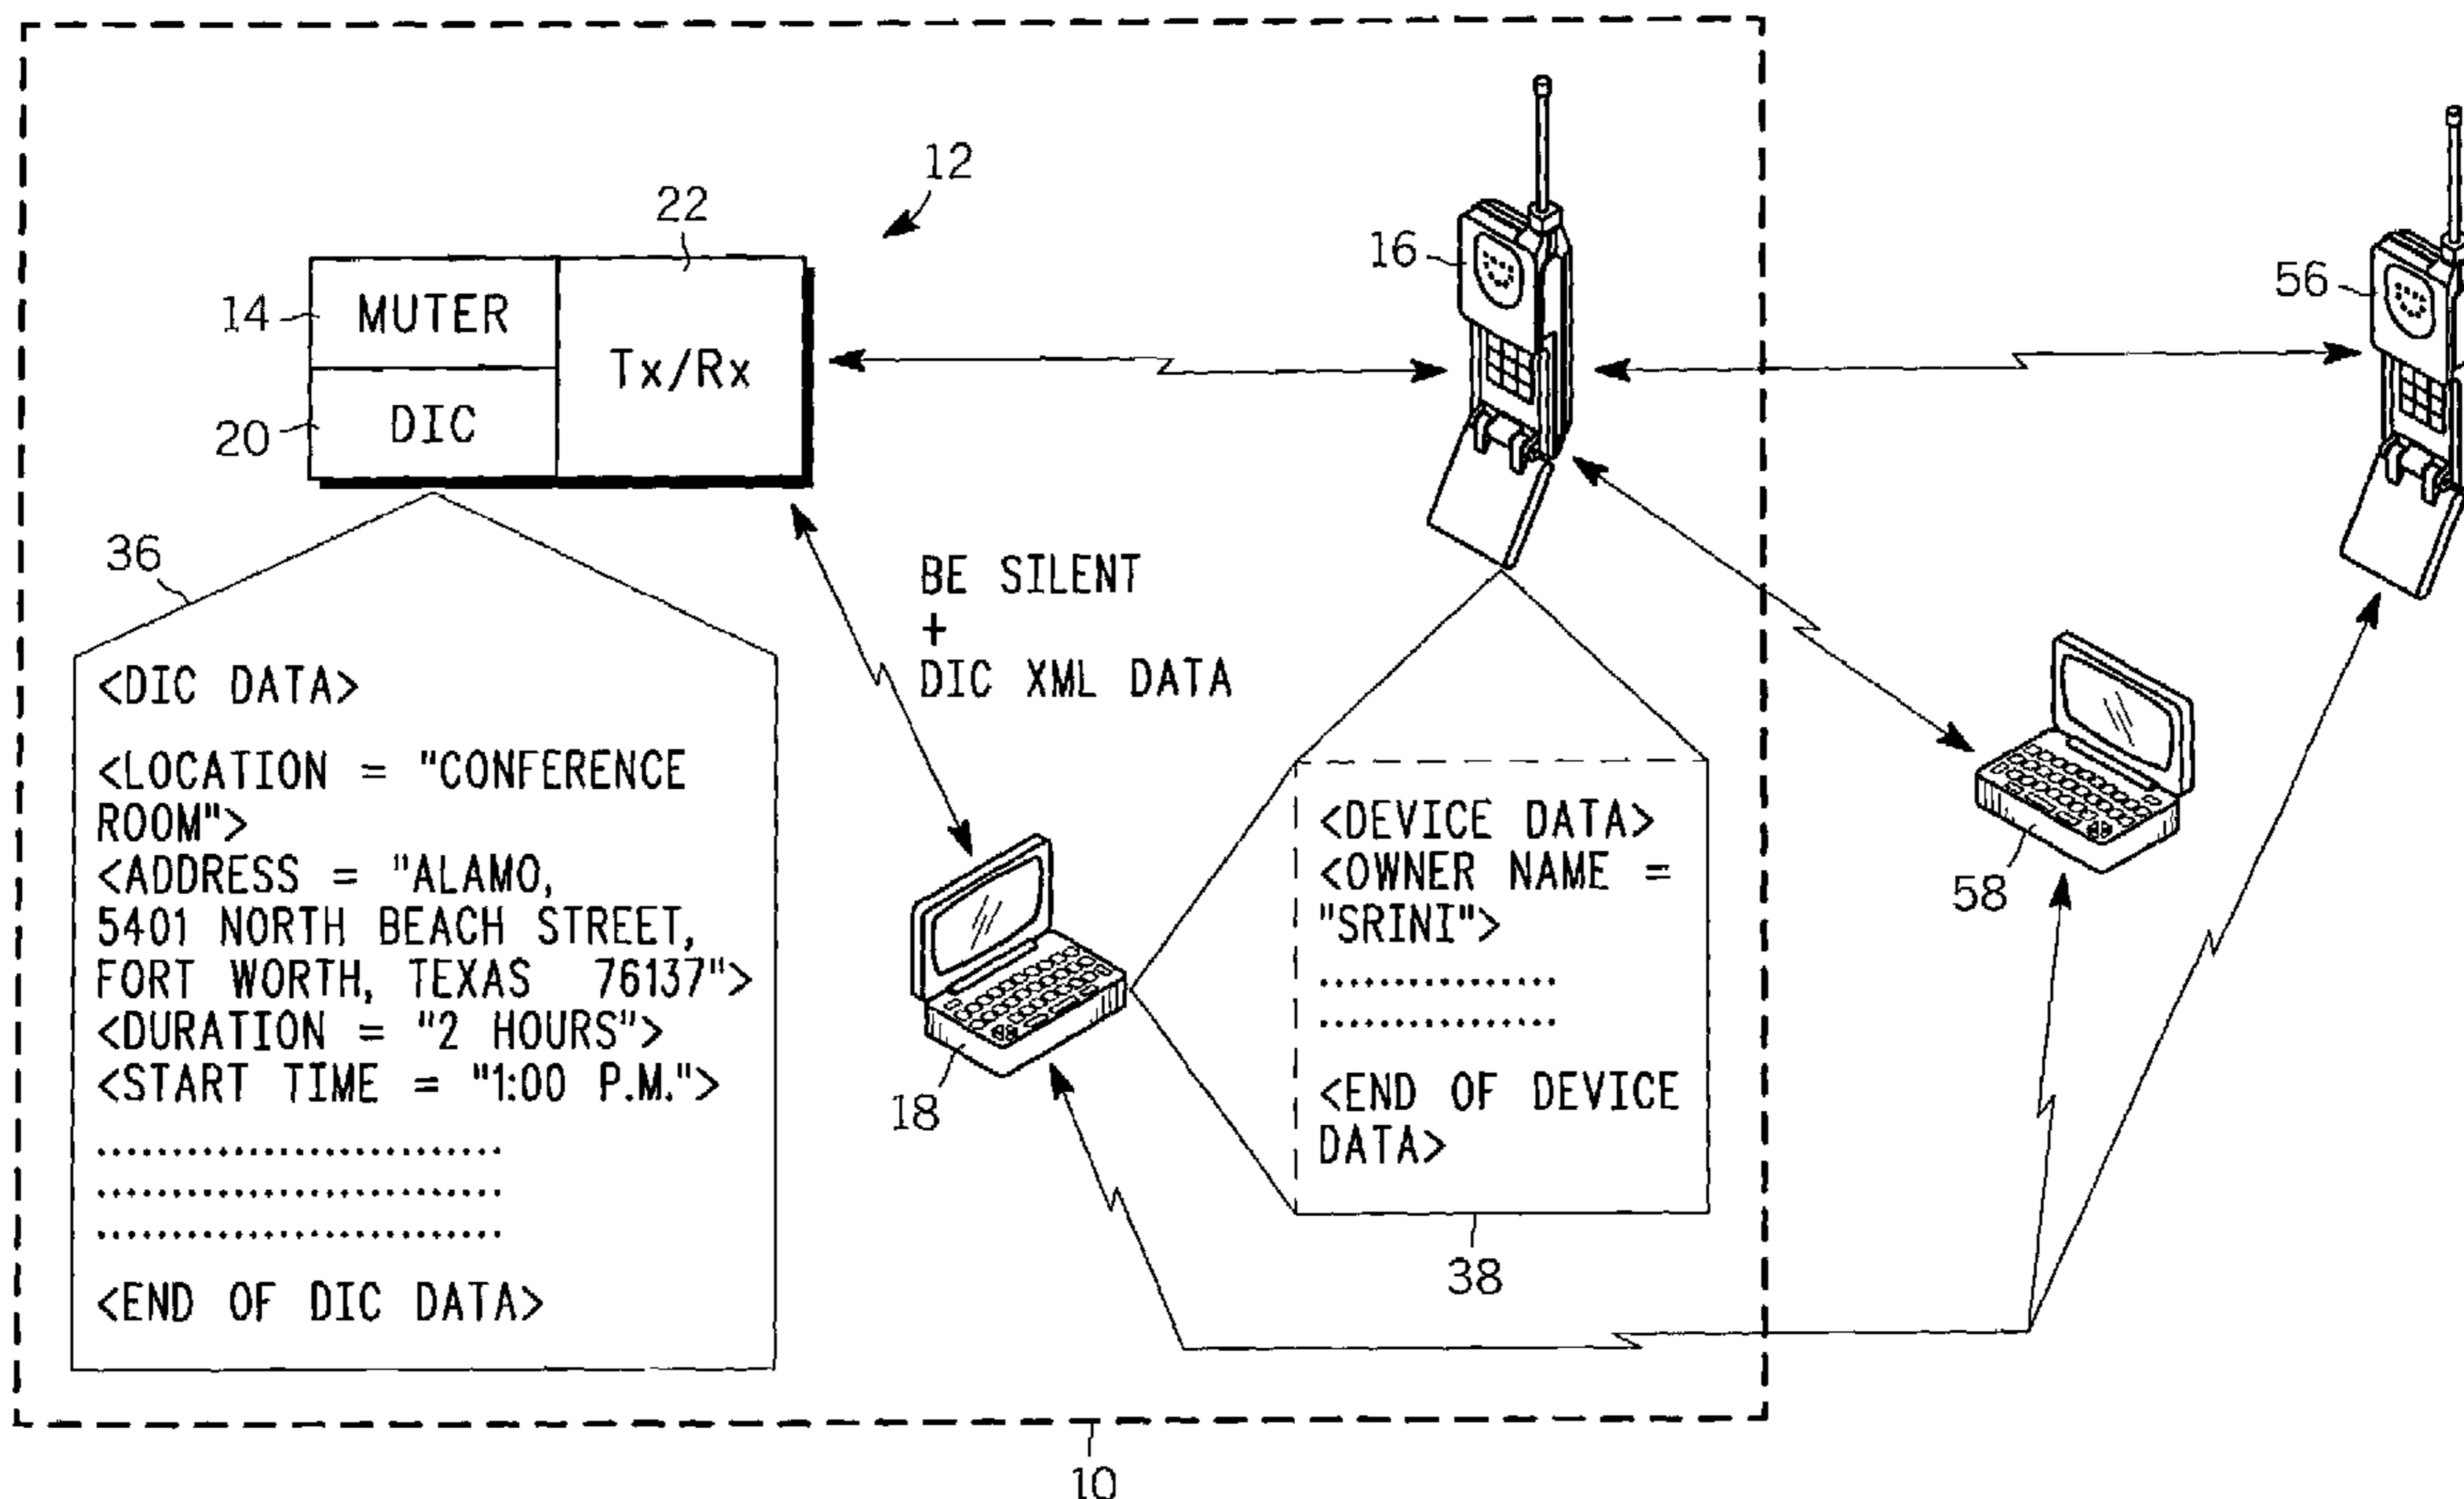 12
22
16
56
14
MUTER
Tx/Rx
20
DIC
36
BE SILENT
+
DIC XML DATA
<DIC DATA>
<LOCATION = "CONFERENCE
ROOM">
<ADDRESS = "ALAMO,
5401 NORTH BEACH STREET,
FORT WORTH, TEXAS 76137">
<DURATION = "2 HOURS">
<START TIME = "1:00 P.M.">
...........................
...........................
...........................
<END OF DIC DATA>
18
<DEVICE DATA>
<OWNER NAME =
"SRINI">
................
................
<END OF DEVICE
DATA>
38
58
10